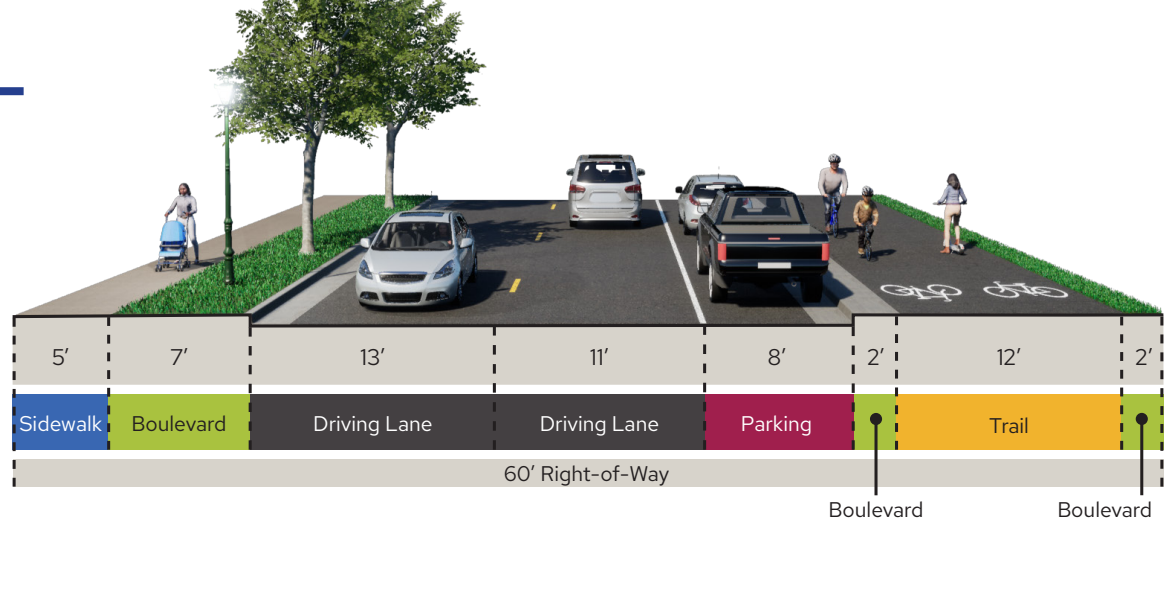 5′ 7′ 13′ 11′ 8′ 2′ 12′ 2′
Sidewalk Boulevard Driving Lane Driving Lane Parking Trail
60′ Right-of-Way
Boulevard Boulevard